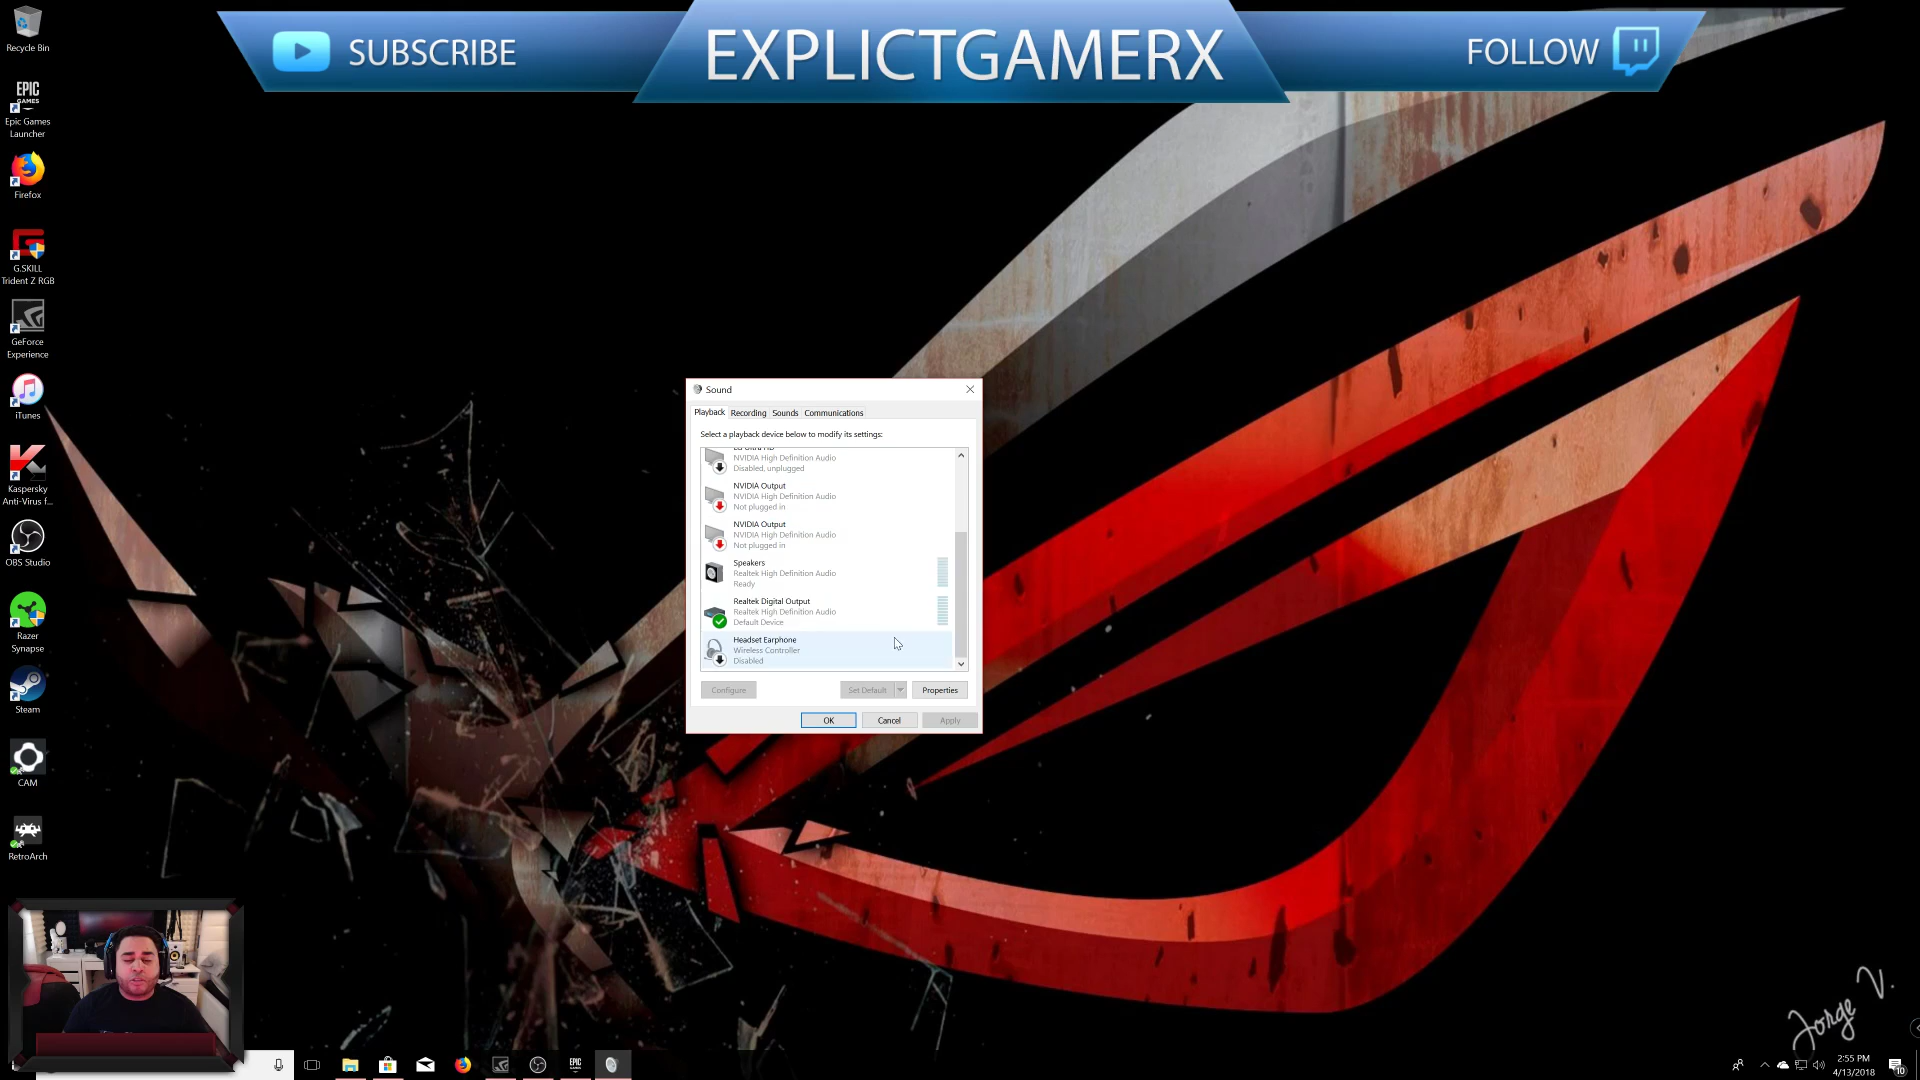 SUBSCRIBE
EXPLICTGAMERX
FOLLOW
Recycle Bin
EPIC
GAMES
Epic Games
Launcher
Firefox
G.SKILL
Trident Z RGB
GeForce
Experience
iTunes
Kaspersky
Anti-Virus f...
OBS Studio
Razer
Synapse
Steam
CAM
RetroArch
Sound
Playback Recording Sounds Communications
Select a playback device below to modify its settings:
NVIDIA High Definition Audio
Disabled, unplugged
NVIDIA Output
NVIDIA High Definition Audio
Not plugged in
NVIDIA Output
NVIDIA High Definition Audio
Not plugged in
Speakers
Realtek High Definition Audio
Ready
Realtek Digital Output
Realtek High Definition Audio
Default Device
Headset Earphone
Wireless Controller
Disabled
Configure Set Default Properties
OK Cancel Apply
Jorge V.
EPIC
2:55 PM
4/13/2018
10